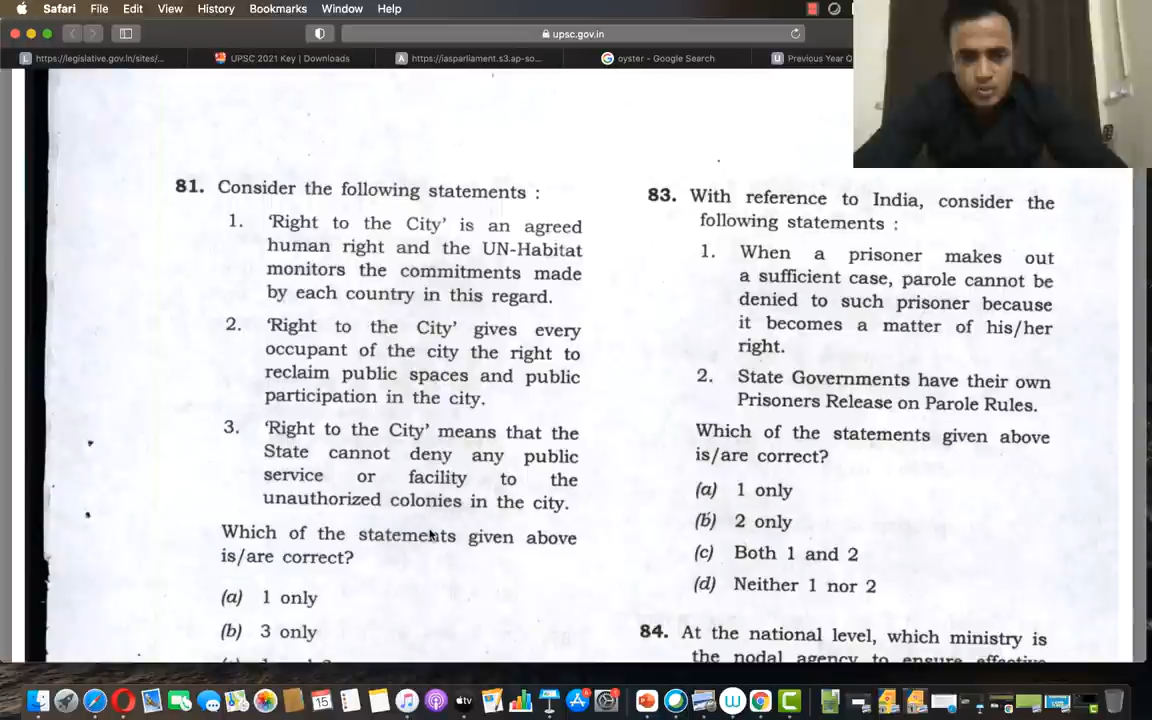 Safari File Edit View History Bookmarks Window Help
upsc.gov.in
L https://legislative.gov.in/sites/...
UPSC 2021 Key | Downloads
A https://iasparliament.s3.ap-so...
G oyster - Google Search
U Previous Year Q
81. Consider the following statements :
1. ‘Right to the City’ is an agreed
human right and the UN-Habitat
monitors the commitments made
by each country in this regard.
2. ‘Right to the City’ gives every
occupant of the city the right to
reclaim public spaces and public
participation in the city.
3. ‘Right to the City’ means that the
State cannot deny any public
service or facility to the
unauthorized colonies in the city.
Which of the statements given above
is/are correct?
(a) 1 only
(b) 3 only
83. With reference to India, consider the
following statements :
1. When a prisoner makes out
a sufficient case, parole cannot be
denied to such prisoner because
it becomes a matter of his/her
right.
2. State Governments have their own
Prisoners Release on Parole Rules.
Which of the statements given above
is/are correct?
(a) 1 only
(b) 2 only
(c) Both 1 and 2
(d) Neither 1 nor 2
84. At the national level, which ministry is
the nodal agency to ensure effective
15
tv
W